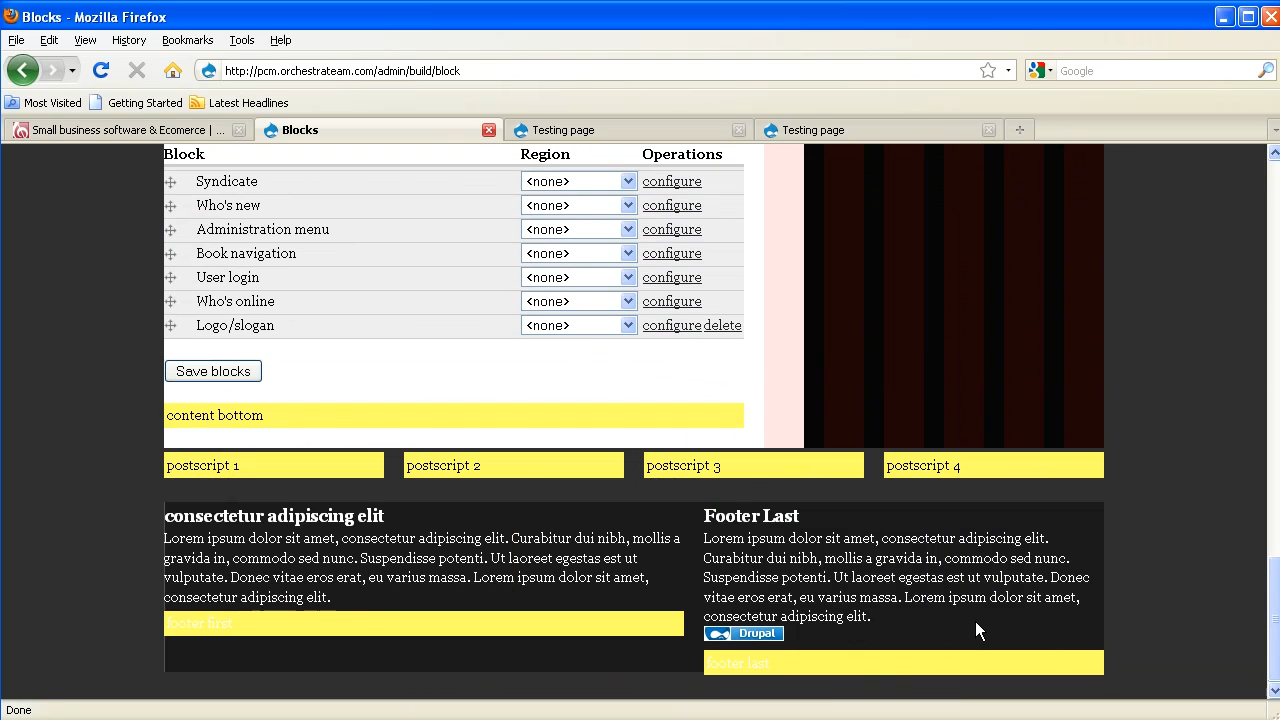 Blocks - Mozilla Firefox
File Edit View History Bookmarks Tools Help
http://pcm.orchestrateam.com/admin/build/block
Google
Most Visited Getting Started Latest Headlines
Small business software & Ecomerce | ...
Blocks
Testing page
Testing page
Block Region Operations
Syndicate <none> configure
Who's new <none> configure
Administration menu <none> configure
Book navigation <none> configure
User login <none> configure
Who's online <none> configure
Logo/slogan <none> configure delete
Save blocks
content bottom
postscript 1 postscript 2 postscript 3 postscript 4
consectetur adipiscing elit
Lorem ipsum dolor sit amet, consectetur adipiscing elit. Curabitur dui nibh, mollis a
gravida in, commodo sed nunc. Suspendisse potenti. Ut laoreet egestas est ut
vulputate. Donec vitae eros erat, eu varius massa. Lorem ipsum dolor sit amet,
consectetur adipiscing elit.
footer first
Footer Last
Lorem ipsum dolor sit amet, consectetur adipiscing elit.
Curabitur dui nibh, mollis a gravida in, commodo sed nunc.
Suspendisse potenti. Ut laoreet egestas est ut vulputate. Donec
vitae eros erat, eu varius massa. Lorem ipsum dolor sit amet,
consectetur adipiscing elit.
Drupal
footer last
Done